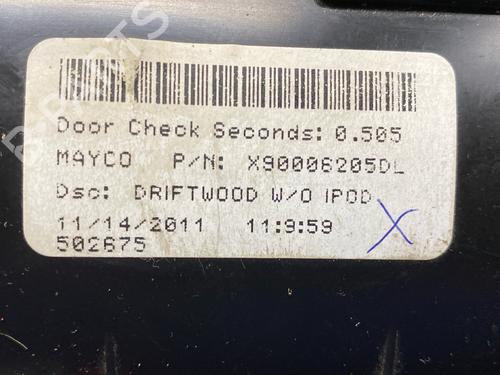 Door Check Seconds: 0.505
MAYCO P/N: X90006205DL
Dsc: DRIFTWOOD W/O IPOD
11/14/2011 11:9:59
502675
X